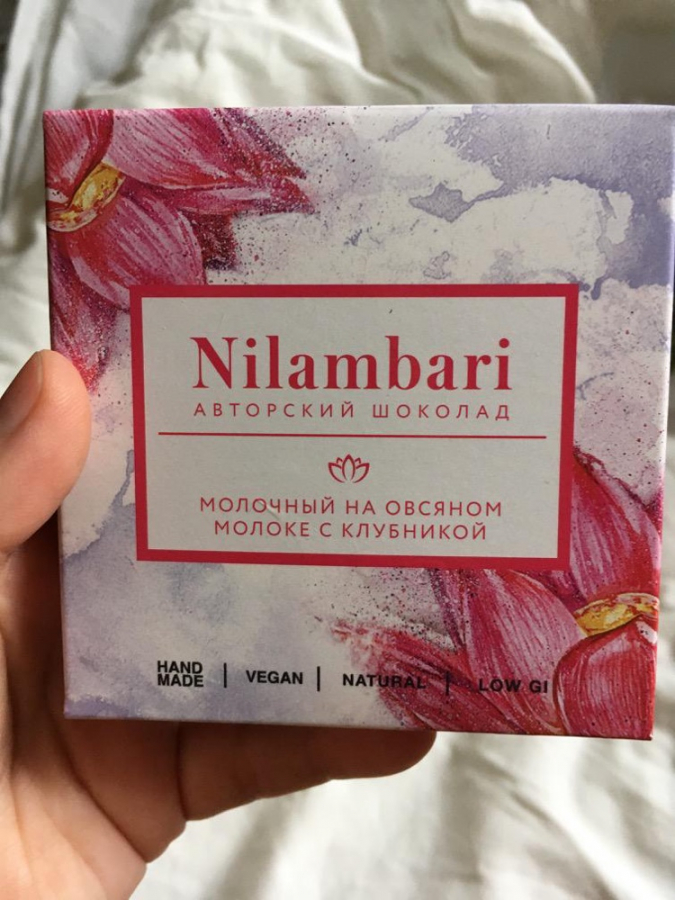 Nilambari
АВТОРСКИЙ ШОКОЛАД
МОЛОЧНЫЙ НА ОВСЯНОМ
МОЛОКЕ С КЛУБНИКОЙ
HAND MADE | VEGAN | NATURAL | LOW GI